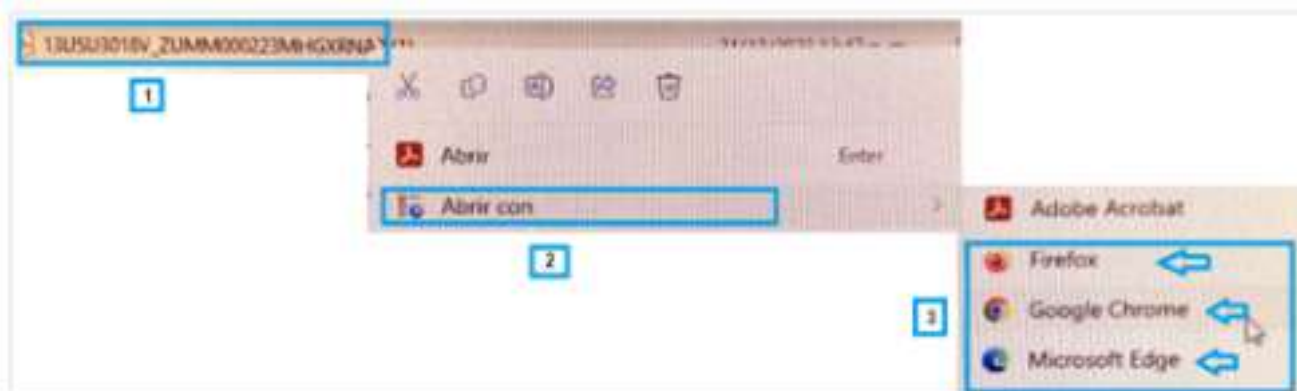 13USU3018V_ZUMM000223MHGXRNA
1
Abrir
Enter
Abrir con
2
Adobe Acrobat
Firefox
3
Google Chrome
Microsoft Edge